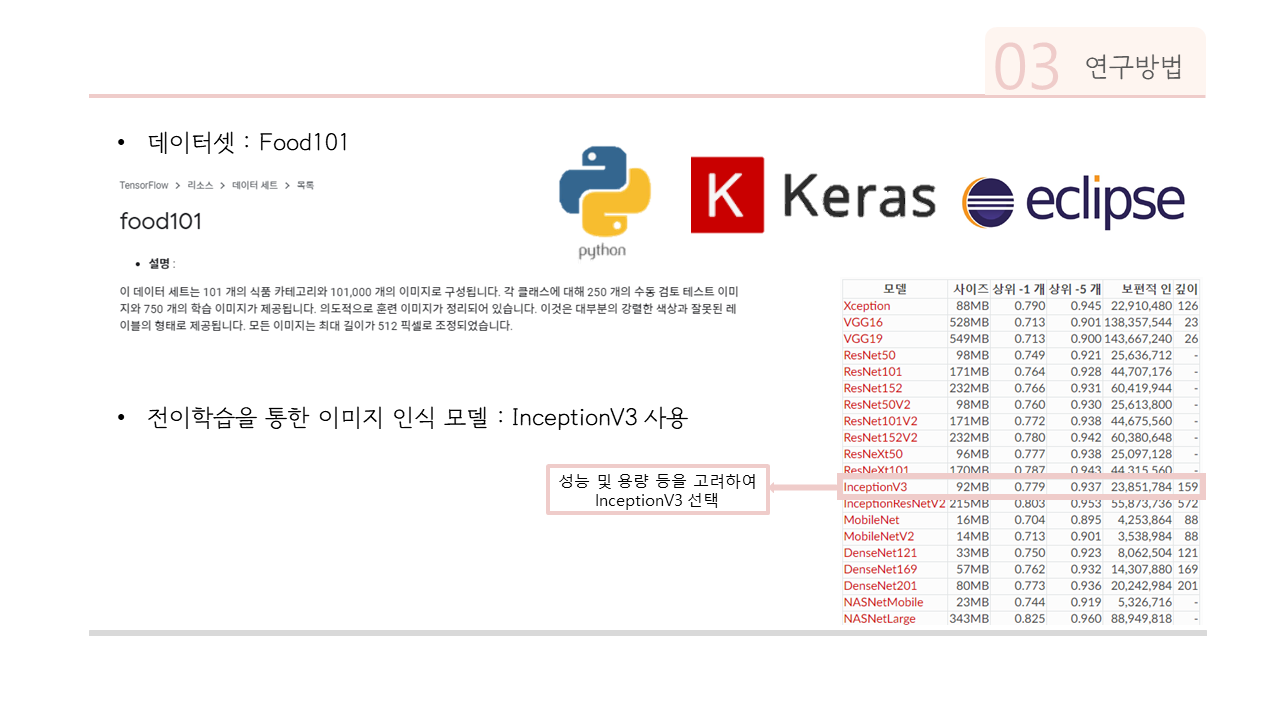 03 연구방법
• 데이터셋 : Food101
TensorFlow > 리소스 > 데이터 세트 > 목록
food101
• 설명 :
이 데이터 세트는 101 개의 식품 카테고리와 101,000 개의 이미지로 구성됩니다. 각 클래스에 대해 250 개의 수동 검토 테스트 이미
지와 750 개의 학습 이미지가 제공됩니다. 의도적으로 훈련 이미지가 정리되어 있습니다. 이것은 대부분의 강렬한 색상과 잘못된 레
이블의 형태로 제공됩니다. 모든 이미지는 최대 길이가 512 픽셀로 조정되었습니다.
python
K Keras
eclipse
• 전이학습을 통한 이미지 인식 모델 : InceptionV3 사용
성능 및 용량 등을 고려하여
InceptionV3 선택
모델 사이즈 상위 -1 개 상위 -5 개 보편적 인 깊이
Xception 88MB 0.790 0.945 22,910,480 126
VGG16 528MB 0.713 0.901 138,357,544 23
VGG19 549MB 0.713 0.900 143,667,240 26
ResNet50 98MB 0.749 0.921 25,636,712 -
ResNet101 171MB 0.764 0.928 44,707,176 -
ResNet152 232MB 0.766 0.931 60,419,944 -
ResNet50V2 98MB 0.760 0.930 25,613,800 -
ResNet101V2 171MB 0.772 0.938 44,675,560 -
ResNet152V2 232MB 0.780 0.942 60,380,648 -
ResNeXt50 96MB 0.777 0.938 25,097,128 -
ResNeXt101 170MB 0.787 0.943 44,315,560 -
InceptionV3 92MB 0.779 0.937 23,851,784 159
InceptionResNetV2 215MB 0.803 0.953 55,873,736 572
MobileNet 16MB 0.704 0.895 4,253,864 88
MobileNetV2 14MB 0.713 0.901 3,538,984 88
DenseNet121 33MB 0.750 0.923 8,062,504 121
DenseNet169 57MB 0.762 0.932 14,307,880 169
DenseNet201 80MB 0.773 0.936 20,242,984 201
NASNetMobile 23MB 0.744 0.919 5,326,716 -
NASNetLarge 343MB 0.825 0.960 88,949,818 -